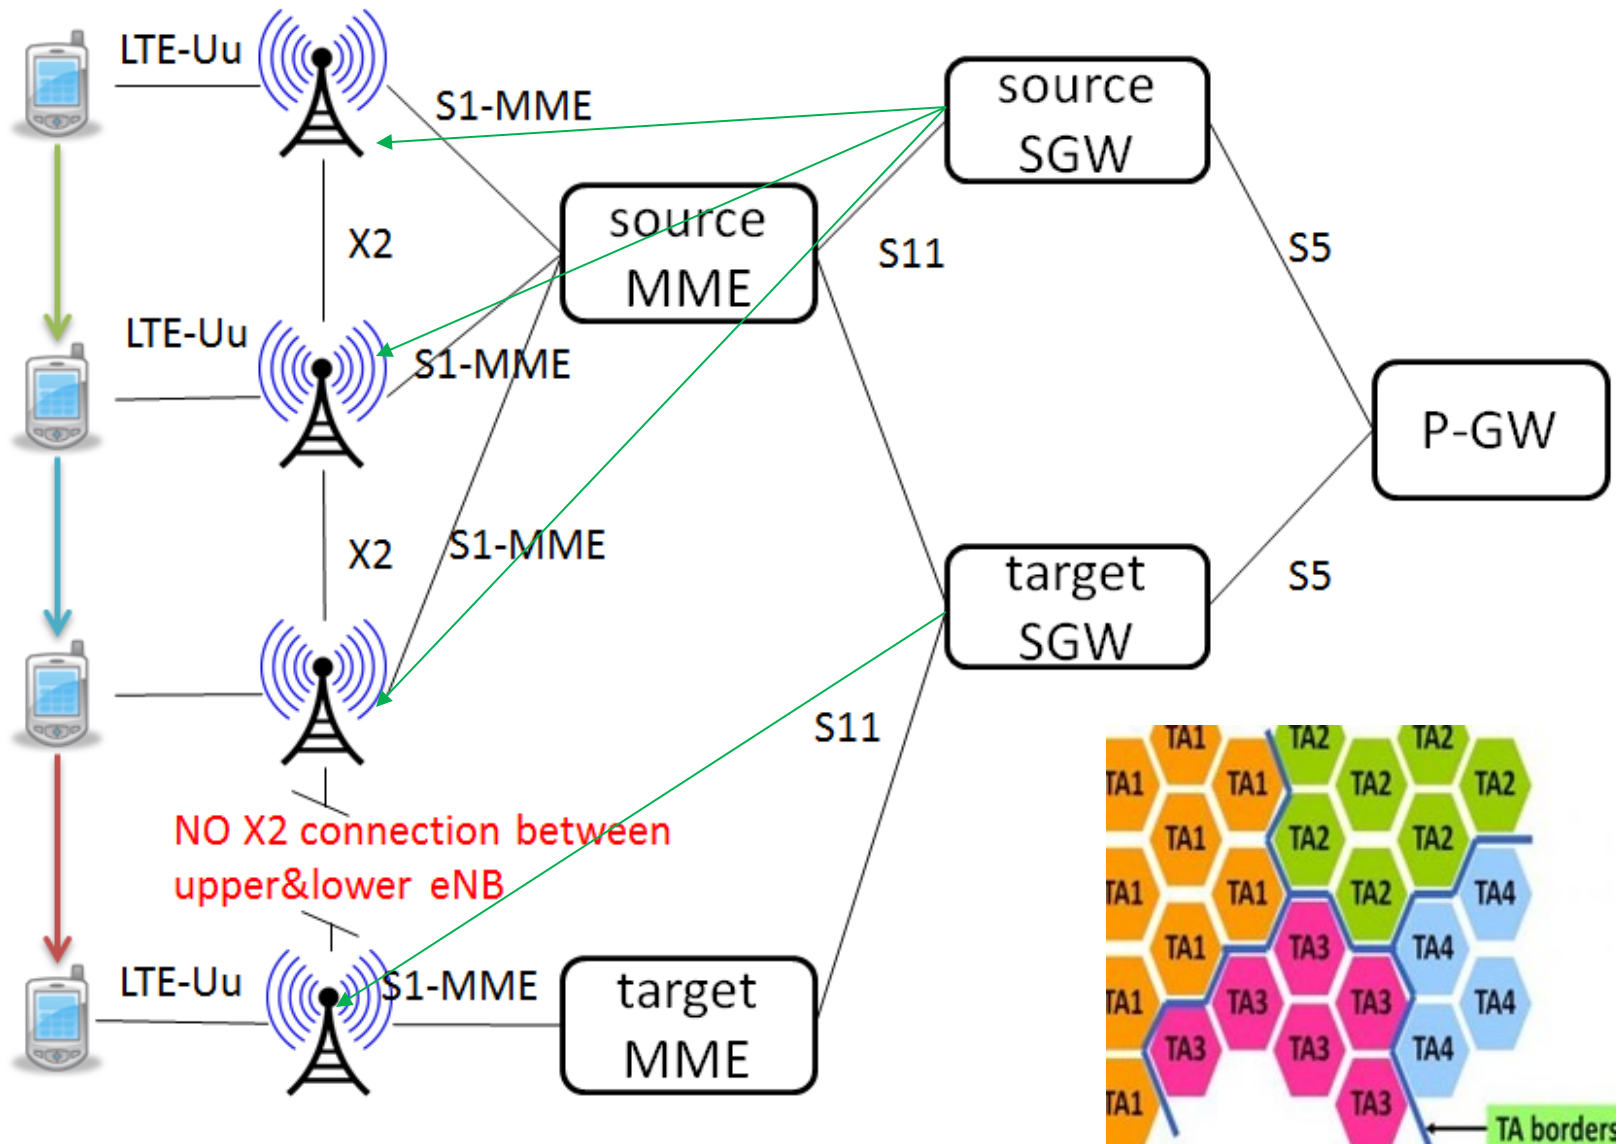 LTE-Uu
S1-MME
source
SGW
X2
source
MME
S11
S5
LTE-Uu
S1-MME
P-GW
X2
S1-MME
target
SGW
S5
S11
NO X2 connection between
upper&lower eNB
LTE-Uu
S1-MME
target
MME
TA1 TA2 TA2
TA1 TA1 TA2 TA2
TA1 TA2 TA2
TA1 TA1 TA2 TA4
TA1 TA3 TA4
TA1 TA3 TA3 TA4
TA3 TA3 TA4
TA1 TA3
TA borders